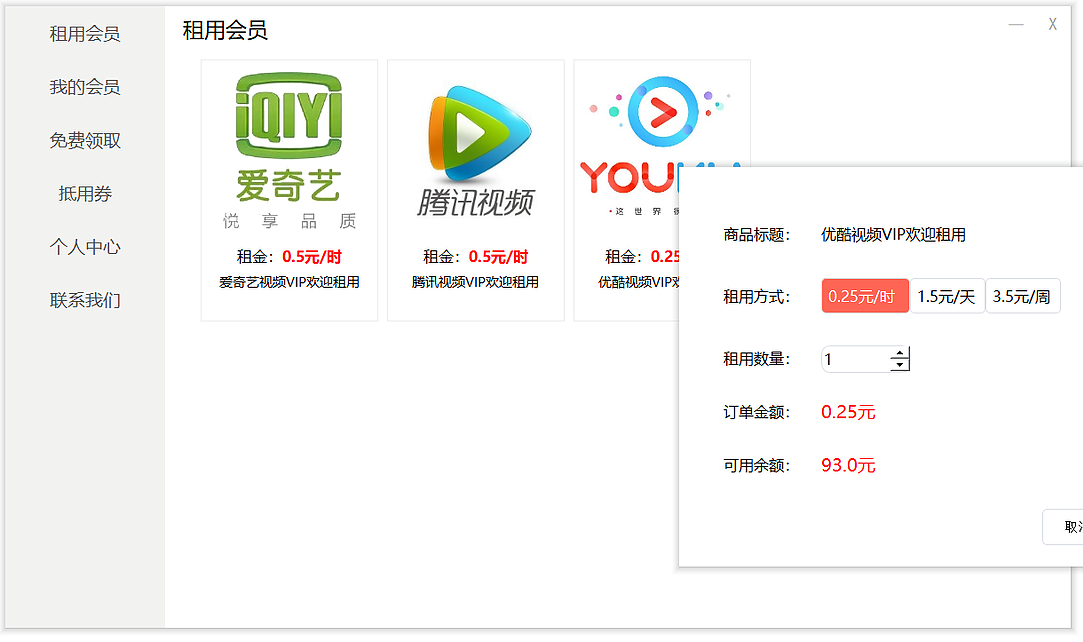 租用会员
我的会员
免费领取
抵用券
个人中心
联系我们
租用会员
— X
iQIYI
爱奇艺
悦享品质
租金：0.5元/时
爱奇艺视频VIP欢迎租用
腾讯视频
租金：0.5元/时
腾讯视频VIP欢迎租用
YOU
·这世界
租金：0.25
优酷视频VIP
商品标题： 优酷视频VIP欢迎租用
租用方式： 0.25元/时 1.5元/天 3.5元/周
租用数量： 1
订单金额： 0.25元
可用余额： 93.0元
取